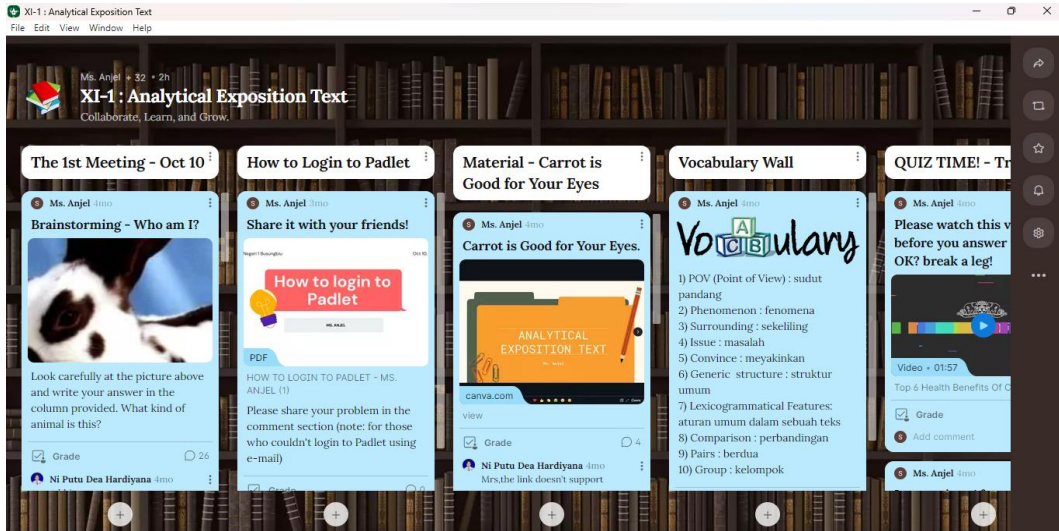 XI-1 : Analytical Exposition Text
File Edit View Window Help
Ms. Anjel + 32 • 2h
XI-1 : Analytical Exposition Text
Collaborate, Learn, and Grow.
The 1st Meeting - Oct 10
S Ms. Anjel 4mo
Brainstorming - Who am I?
Look carefully at the picture above
and write your answer in the
column provided. What kind of
animal is this?
Grade 26
Ni Putu Dea Hardiyana 4mo
How to Login to Padlet
S Ms. Anjel 3mo
Share it with your friends!
Negeri 1 Busungbiu Oct 10
How to login to
Padlet
MS. ANJEL
PDF
HOW TO LOGIN TO PADLET - MS.
ANJEL (1)
Please share your problem in the
comment section (note: for those
who couldn't login to Padlet using
e-mail)
Grade
Material - Carrot is
Good for Your Eyes
S Ms. Anjel 4mo
Carrot is Good for Your Eyes.
ANALYTICAL
EXPOSITION TEXT
Ms. Anjel
canva.com
view
Grade 4
Ni Putu Dea Hardiyana 4mo
Mrs,the link doesn't support
Vocabulary Wall
S Ms. Anjel 4mo
Vocabulary
1) POV (Point of View) : sudut
pandang
2) Phenomenon : fenomena
3) Surrounding : sekeliling
4) Issue : masalah
5) Convince : meyakinkan
6) Generic structure : struktur
umum
7) Lexicogrammatical Features:
aturan umum dalam sebuah teks
8) Comparison : perbandingan
9) Pairs : berdua
10) Group : kelompok
QUIZ TIME! - Tr
S Ms. Anjel 4mo
Please watch this v
before you answer
OK? break a leg!
Video • 01:57
Top 6 Health Benefits Of C
Grade
S Add comment
S Ms. Anjel 4mo